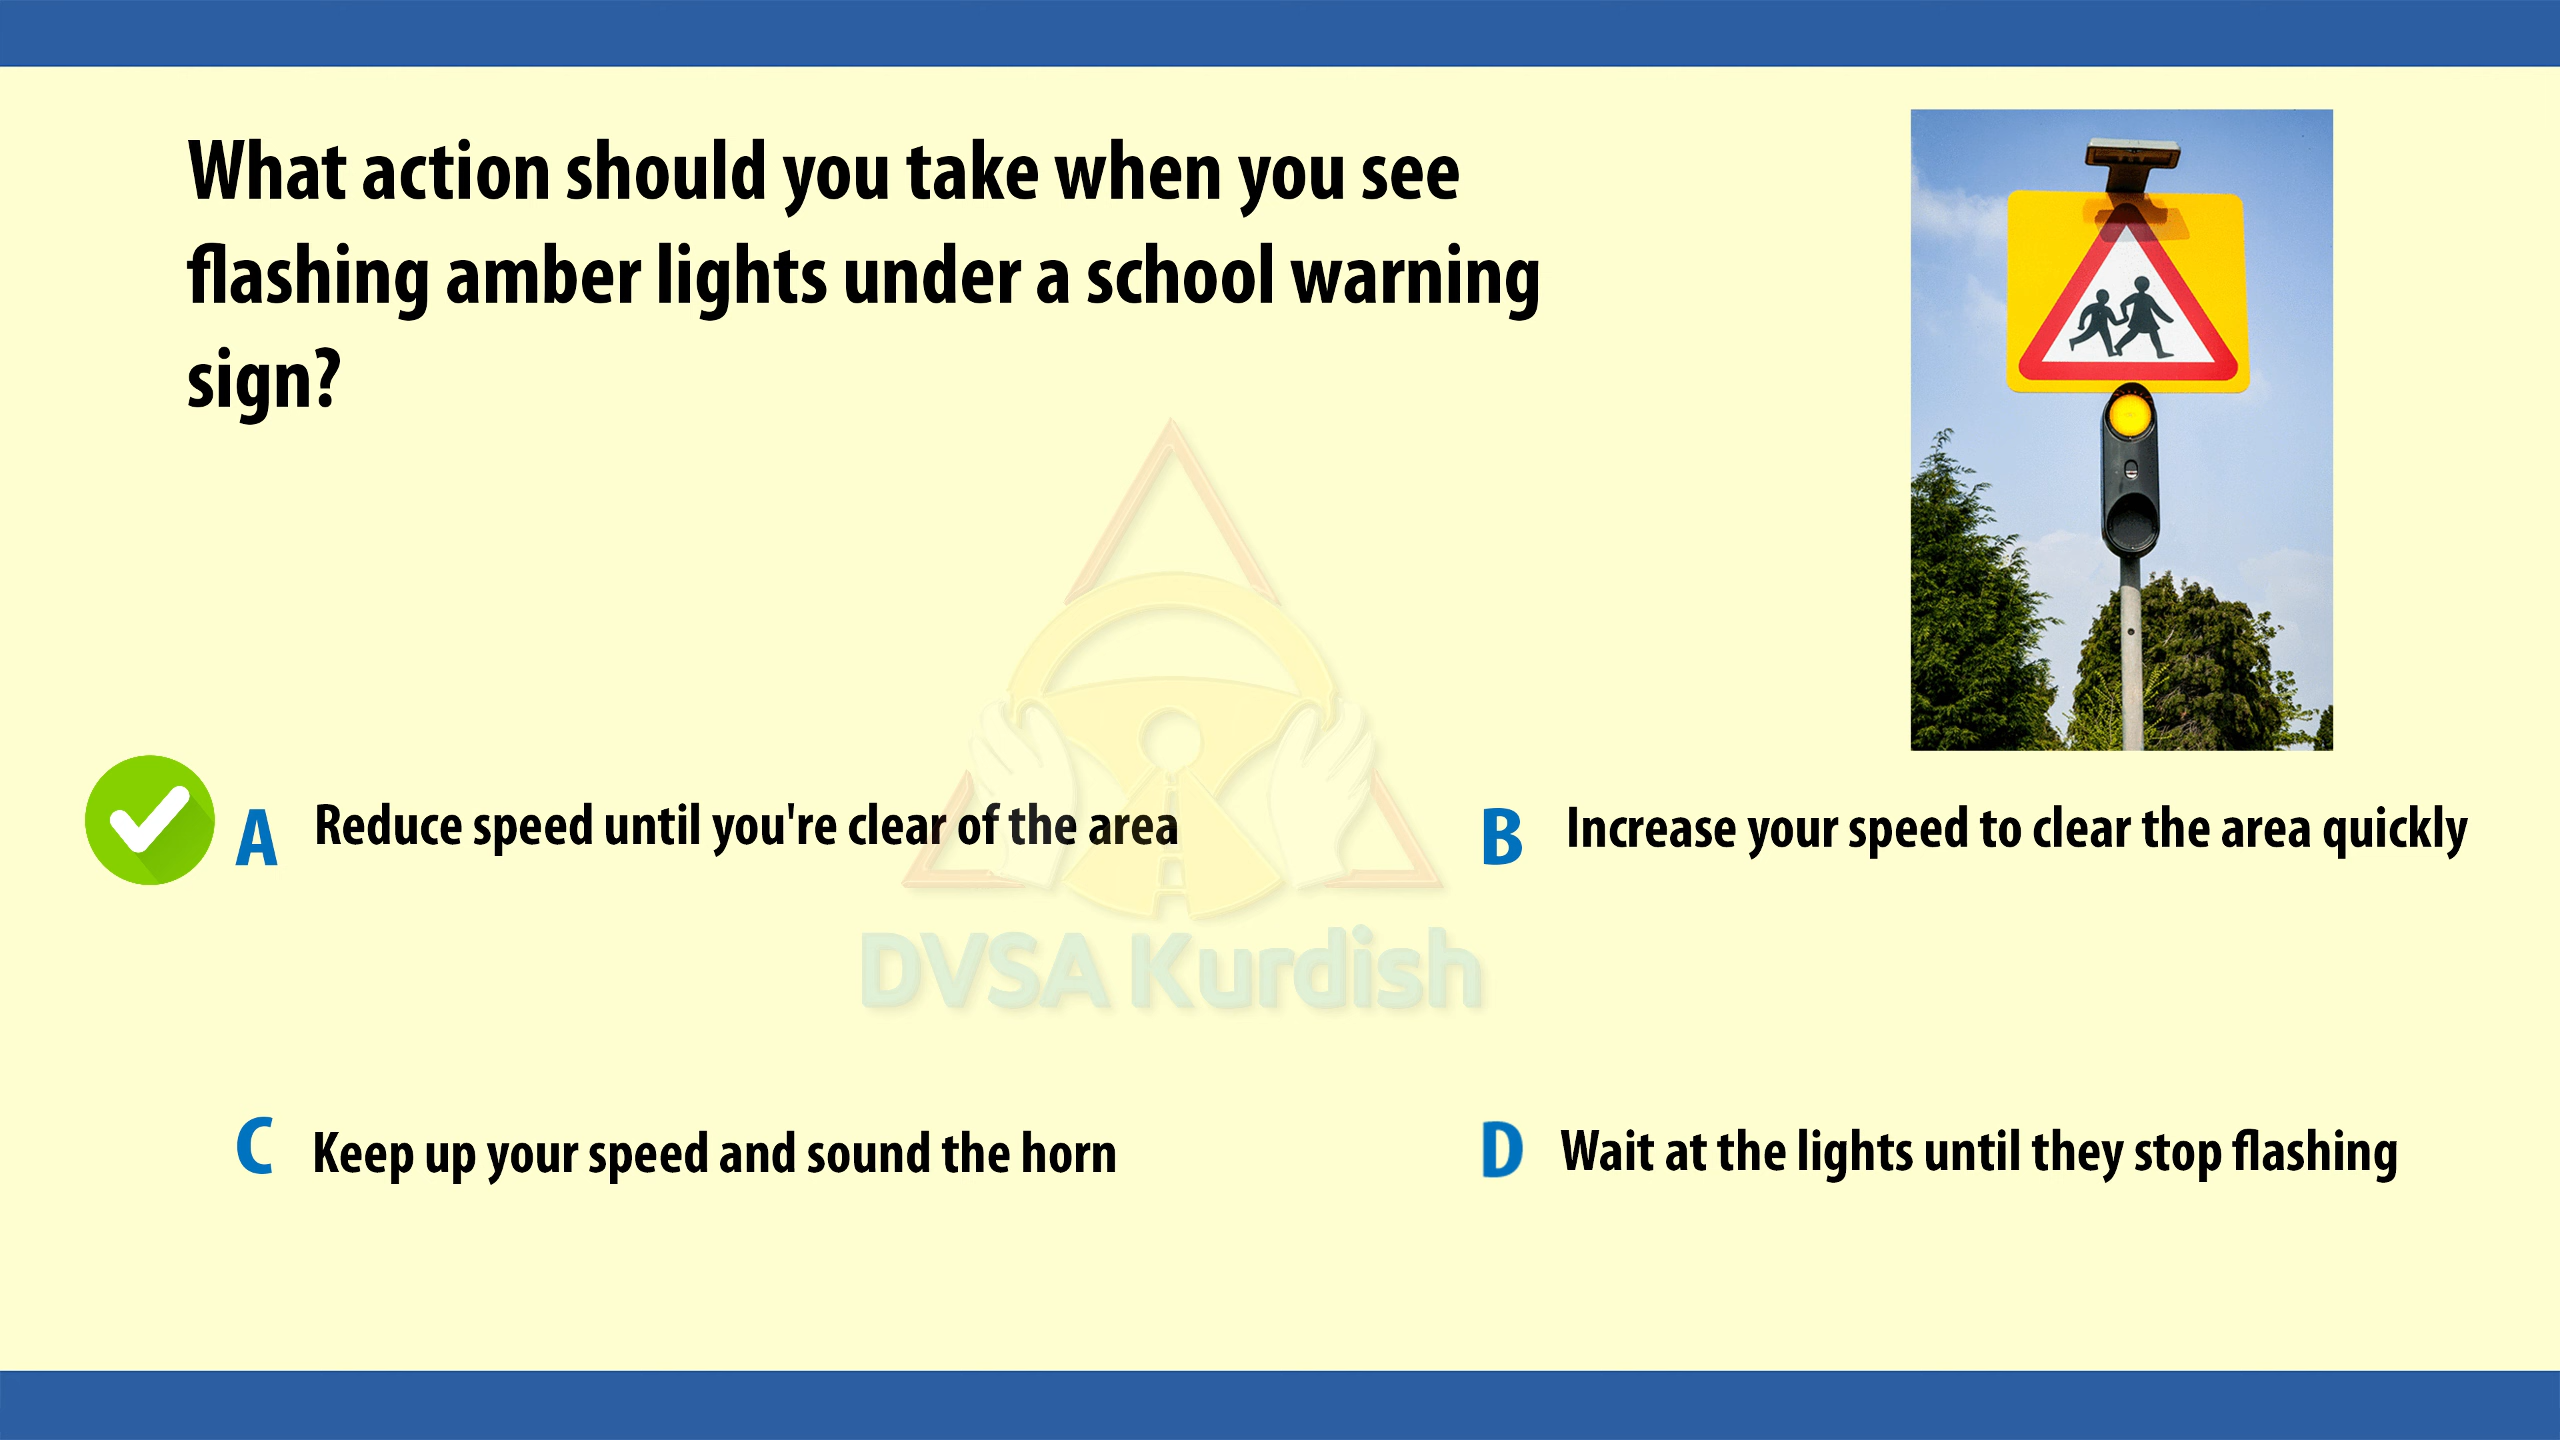 What action should you take when you see
flashing amber lights under a school warning
sign?
A Reduce speed until you're clear of the area
B Increase your speed to clear the area quickly
C Keep up your speed and sound the horn
D Wait at the lights until they stop flashing
DVSA Kurdish